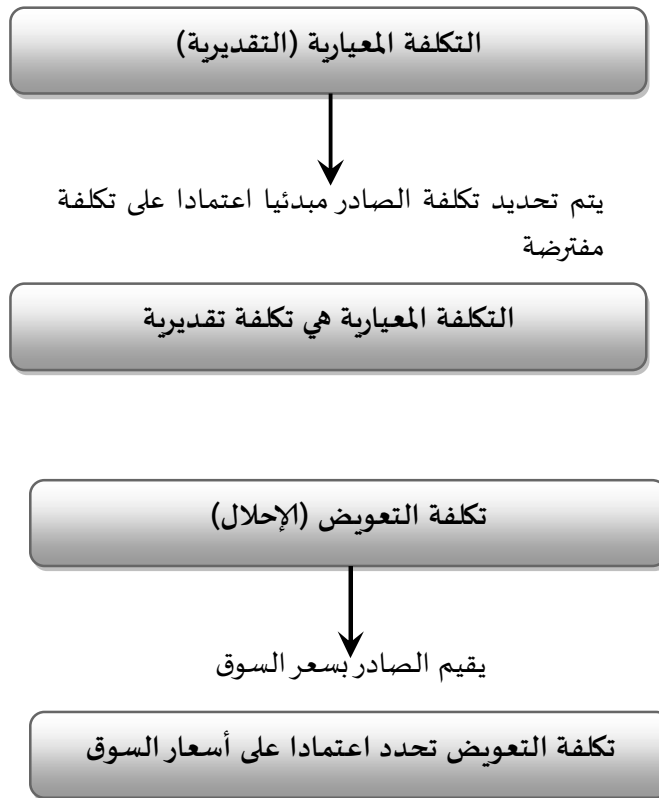 التكلفة المعيارية (التقديرية)
يتم تحديد تكلفة الصادر مبدئيا اعتمادا على تكلفة
مفترضة
التكلفة المعيارية هي تكلفة تقديرية
تكلفة التعويض (الإحلال)
يقيم الصادر بسعر السوق
تكلفة التعويض تحدد اعتمادا على أسعار السوق